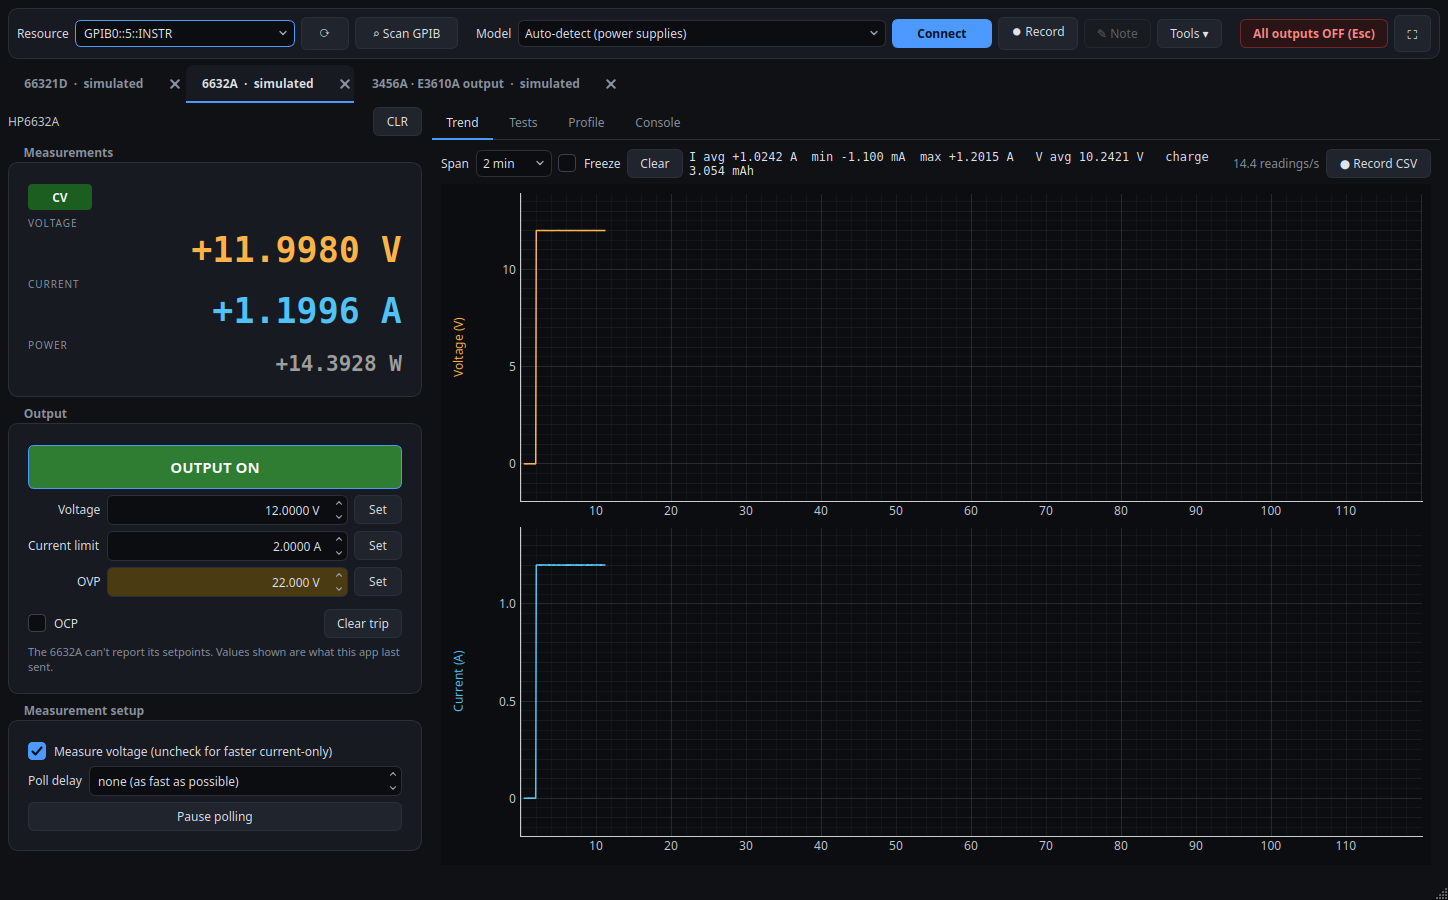 Resource GPIB0::5::INSTR ⟳ ⌕ Scan GPIB Model Auto-detect (power supplies) Connect ● Record ✎ Note Tools ▾ All outputs OFF (Esc) ⛶
66321D · simulated ✕ 6632A · simulated ✕ 3456A · E3610A output · simulated ✕
HP6632A CLR
Measurements
CV
VOLTAGE
+11.9980 V
CURRENT
+1.1996 A
POWER
+14.3928 W
Output
OUTPUT ON
Voltage 12.0000 V Set
Current limit 2.0000 A Set
OVP 22.000 V Set
OCP Clear trip
The 6632A can't report its setpoints. Values shown are what this app last
sent.
Measurement setup
Measure voltage (uncheck for faster current-only)
Poll delay none (as fast as possible)
Pause polling
Trend Tests Profile Console
Span 2 min Freeze Clear I avg +1.0242 A min -1.100 mA max +1.2015 A V avg 10.2421 V charge
3.054 mAh
14.4 readings/s ● Record CSV
Voltage (V)
10
5
0
10 20 30 40 50 60 70 80 90 100 110
Current (A)
1.0
0.5
0
10 20 30 40 50 60 70 80 90 100 110